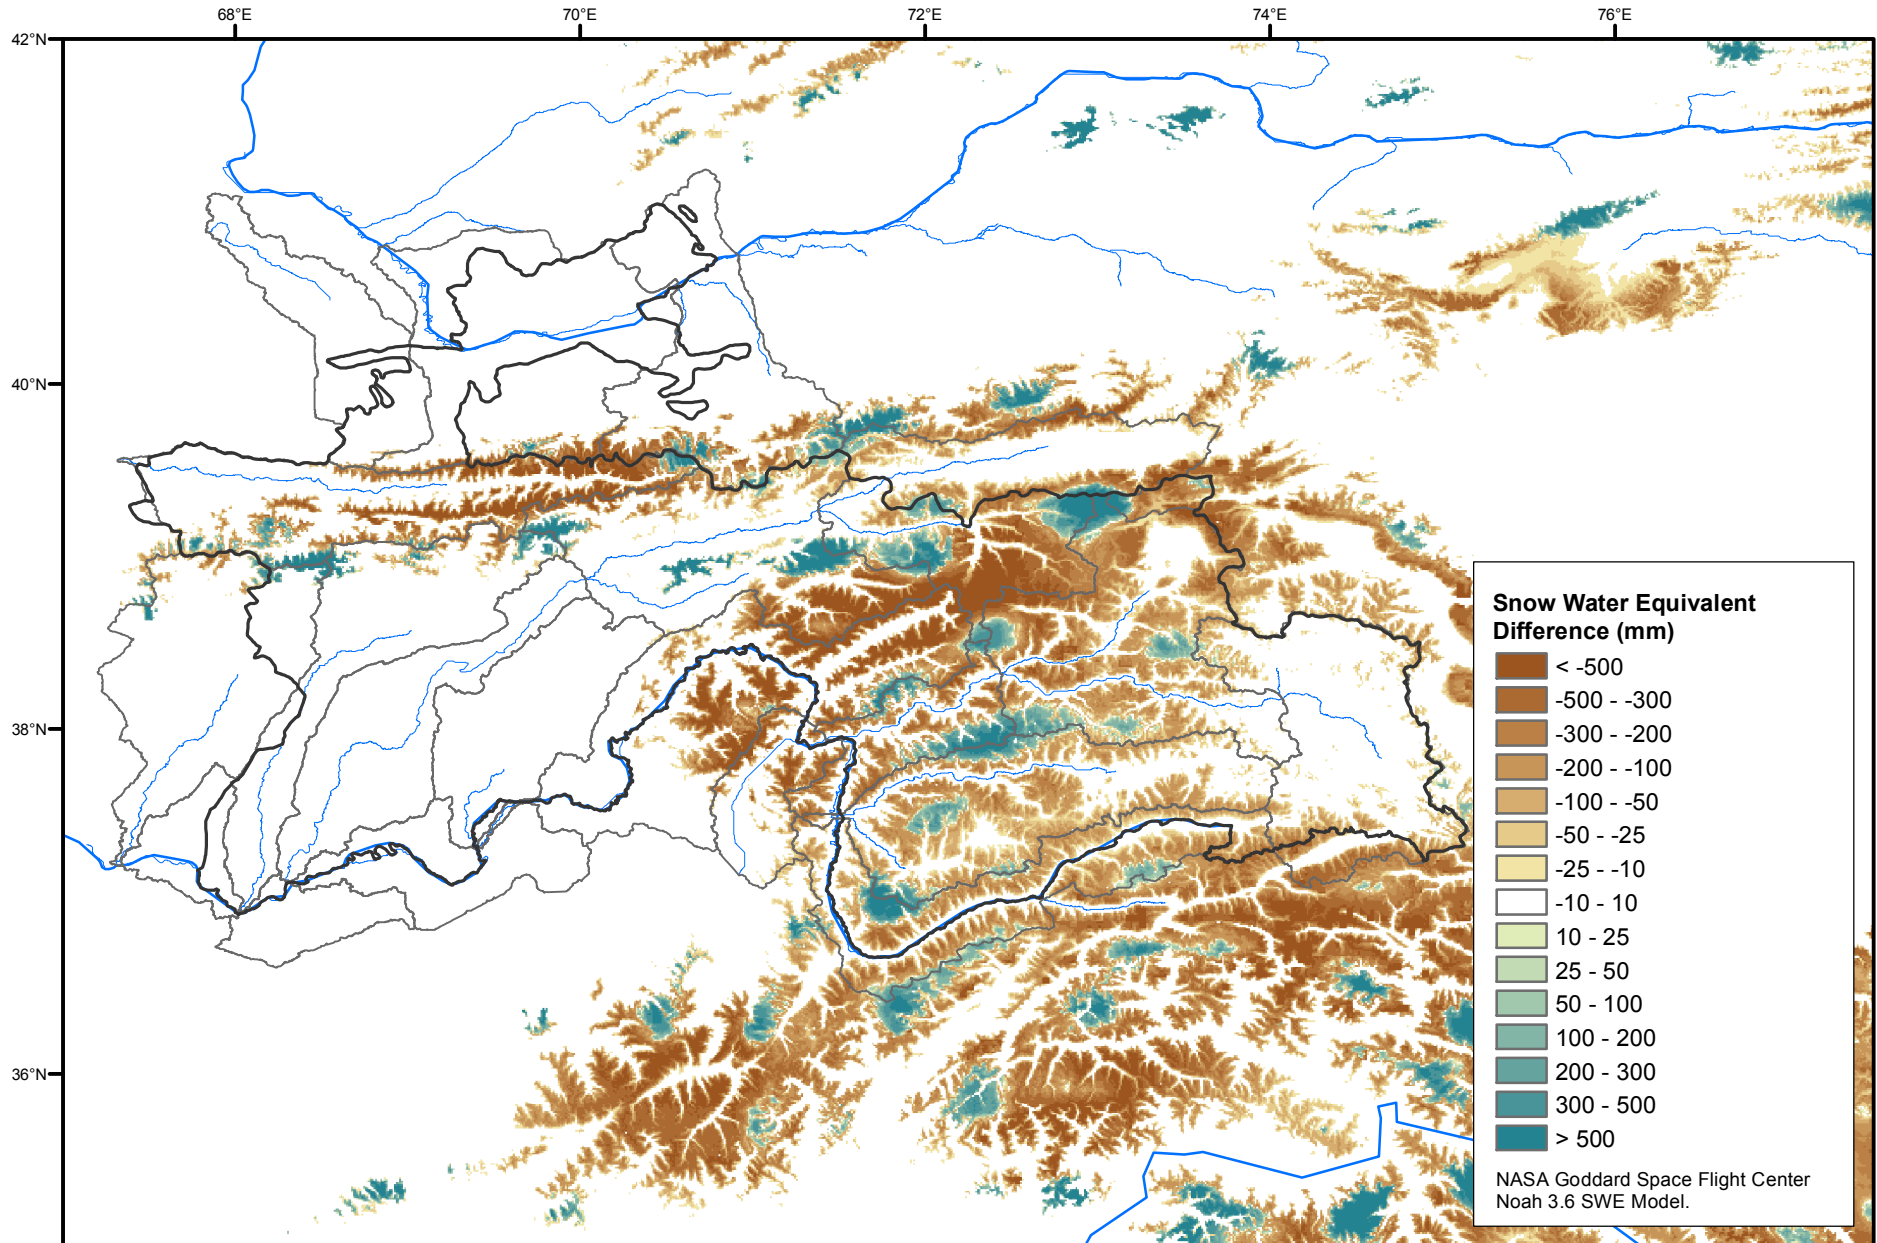 68°E
70°E
72°E
74°E
76°E
42°N
40°N
38°N
36°N
Snow Water Equivalent
Difference (mm)
< -500
-500 - -300
-300 - -200
-200 - -100
-100 - -50
-50 - -25
-25 - -10
-10 - 10
10 - 25
25 - 50
50 - 100
100 - 200
200 - 300
300 - 500
> 500
NASA Goddard Space Flight Center
Noah 3.6 SWE Model.